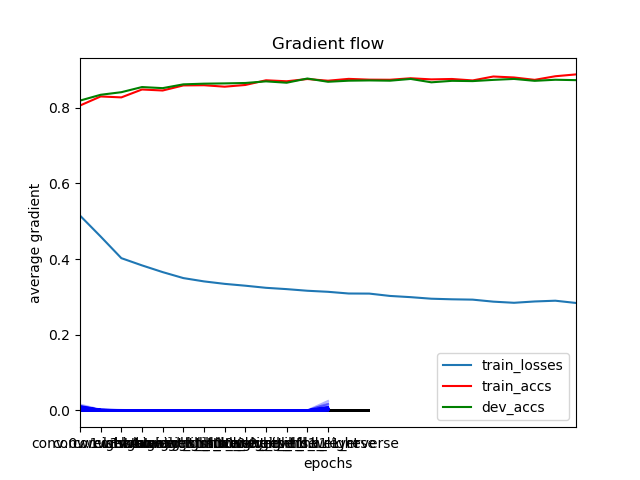 Gradient flow
average gradient
0.8
0.6
0.4
0.2
0.0
train_losses
train_accs
dev_accs
epochs